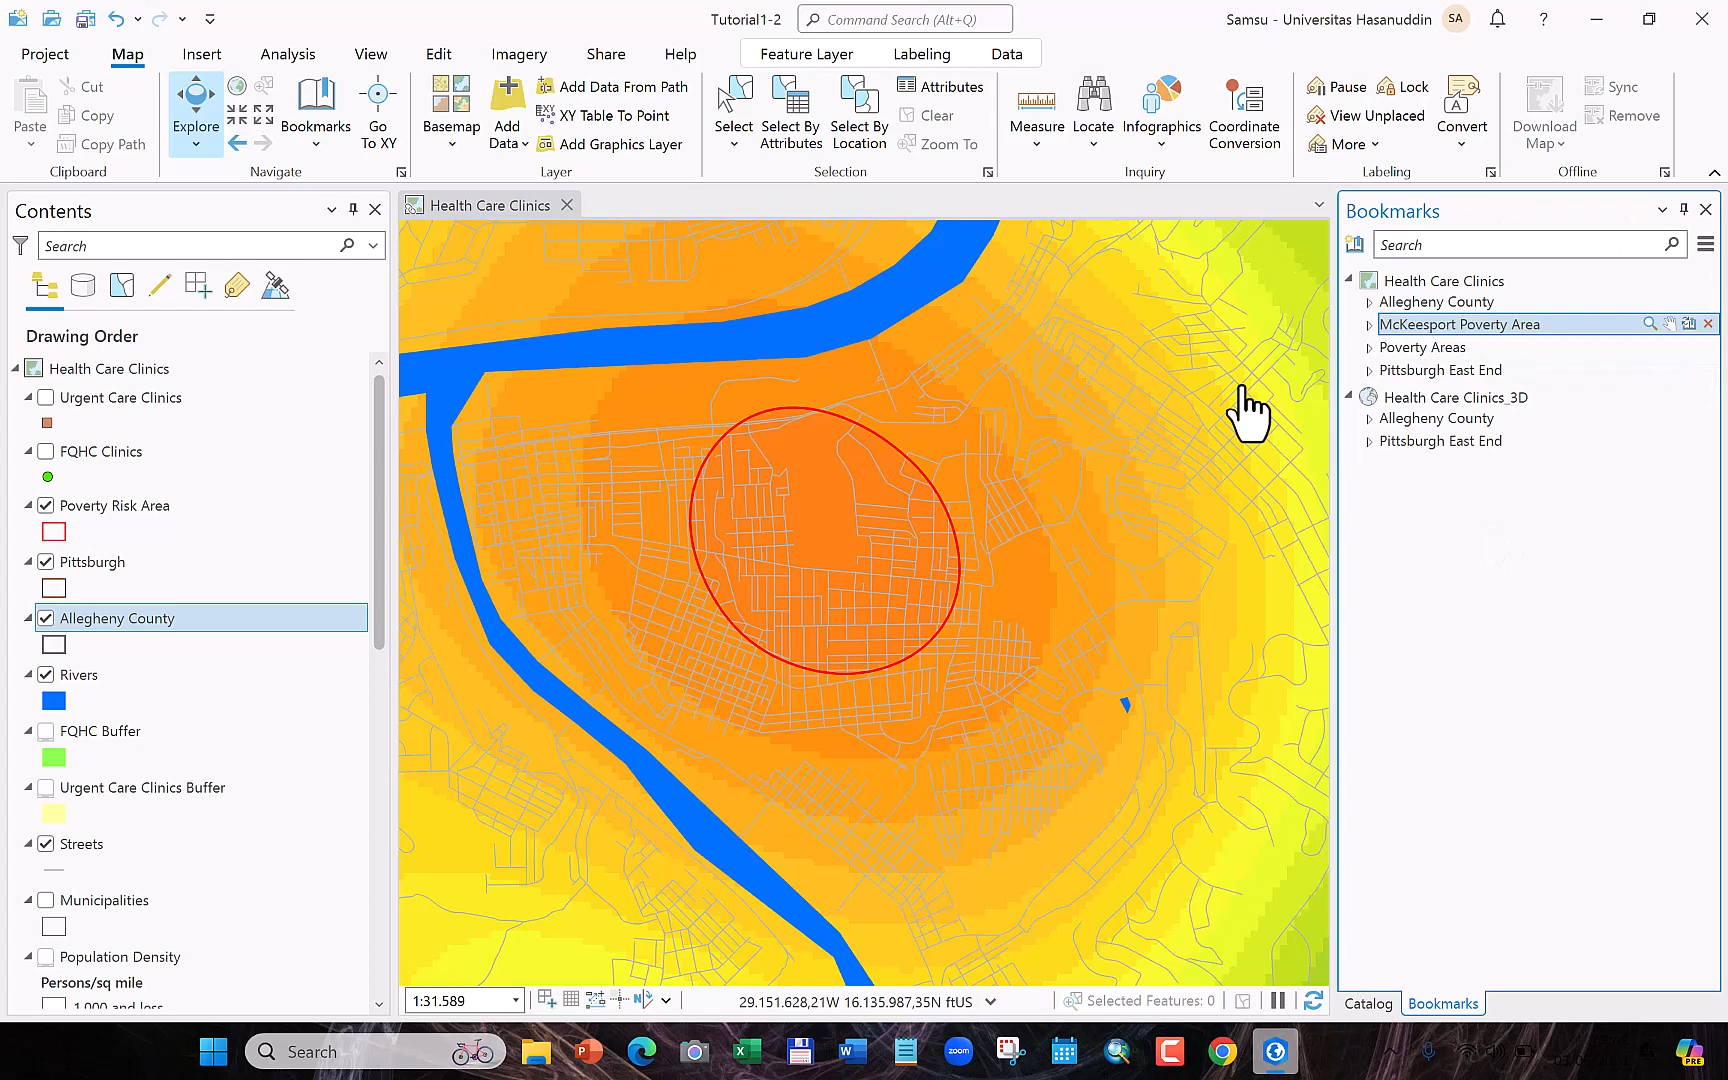 Tutorial1-2
Command Search (Alt+Q)
Samsu - Universitas Hasanuddin
SA
?
Project
Map
Insert
Analysis
View
Edit
Imagery
Share
Help
Feature Layer
Labeling
Data
Paste
Cut
Copy
Copy Path
Clipboard
Explore
Bookmarks
Go
To XY
Navigate
Basemap
Add
Data
Add Data From Path
XY Table To Point
Add Graphics Layer
Layer
Select
Select By
Attributes
Select By
Location
Attributes
Clear
Zoom To
Selection
Measure
Locate
Infographics
Coordinate
Conversion
Inquiry
Pause
Lock
View Unplaced
More
Convert
Labeling
Download
Map
Sync
Remove
Offline
Contents
Search
Drawing Order
Health Care Clinics
Urgent Care Clinics
FQHC Clinics
Poverty Risk Area
Pittsburgh
Allegheny County
Rivers
FQHC Buffer
Urgent Care Clinics Buffer
Streets
Municipalities
Population Density
Persons/sq mile
1,000 and less
Health Care Clinics
1:31.589
29.151.628,21W 16.135.987,35N ftUS
Selected Features: 0
Bookmarks
Search
Health Care Clinics
Allegheny County
McKeesport Poverty Area
Poverty Areas
Pittsburgh East End
Health Care Clinics_3D
Allegheny County
Pittsburgh East End
Catalog
Bookmarks
Search
zoom
PRE